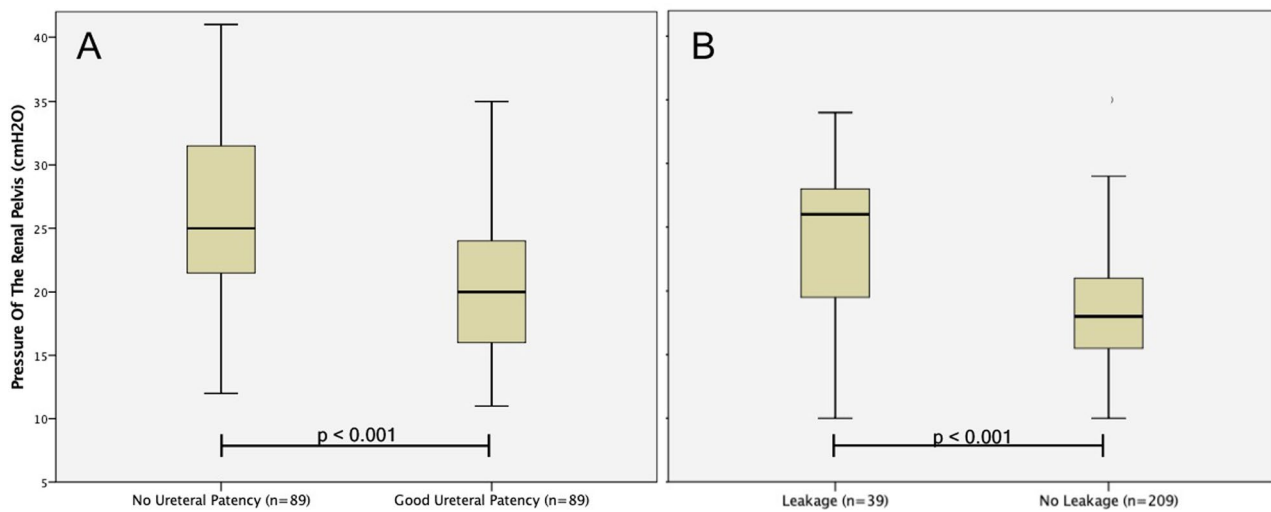 Pressure Of The Renal Pelvis (cmH2O)
40
35
30
25
20
15
10
5
A
p < 0.001
No Ureteral Patency (n=89)
Good Ureteral Patency (n=89)
B
p < 0.001
Leakage (n=39)
No Leakage (n=209)